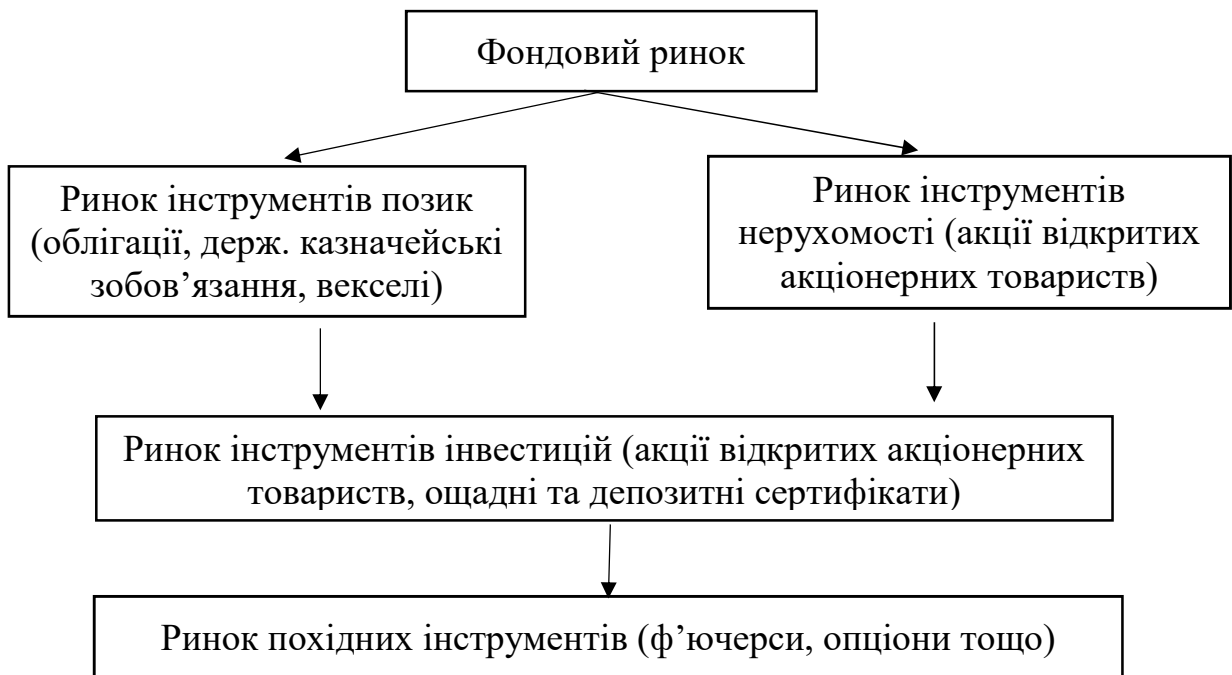 Фондовий ринок
Ринок інструментів позик
(облігації, держ. казначейські
зобов’язання, векселі)
Ринок інструментів
нерухомості (акції відкритих
акціонерних товариств)
Ринок інструментів інвестицій (акції відкритих акціонерних
товариств, ощадні та депозитні сертифікати)
Ринок похідних інструментів (ф’ючерси, опціони тощо)